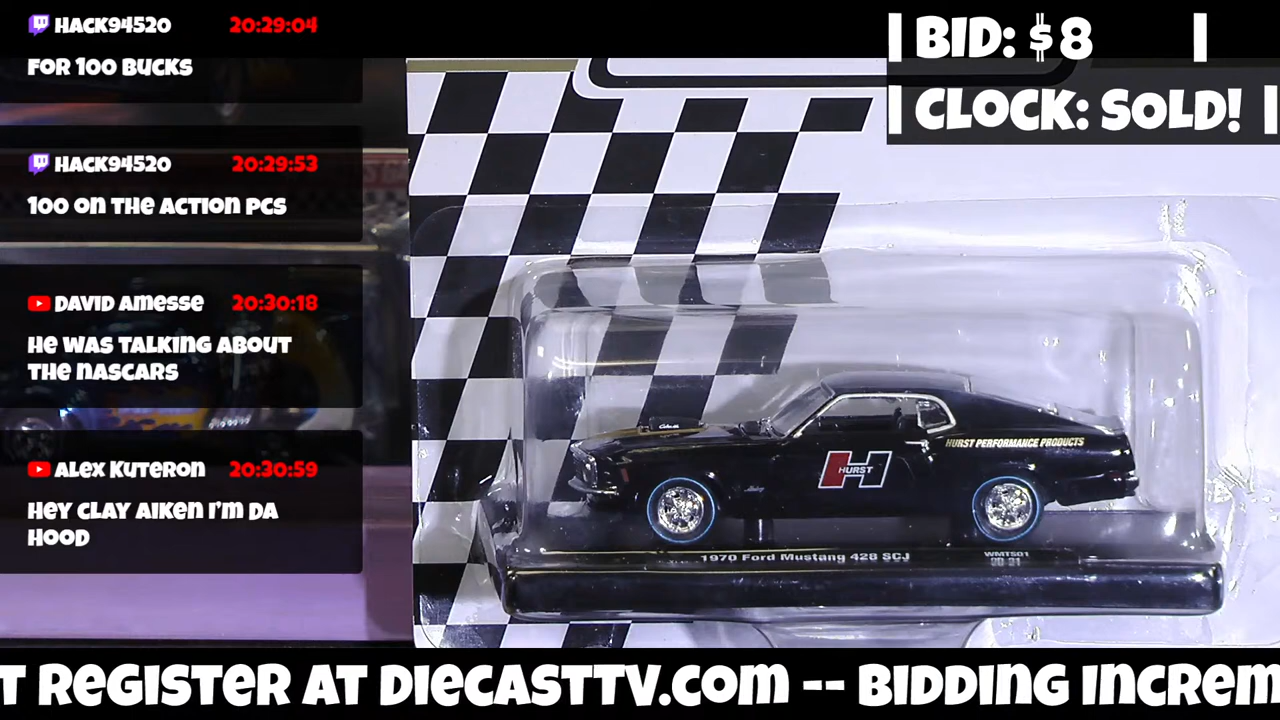 HACK94520 20:29:04
FOR 100 BUCKS
HACK94520 20:29:53
100 ON THE ACTION PCS
DAVID AMESSE 20:30:18
HE WAS TALKING ABOUT
THE NASCARS
ALEX KUTERON 20:30:59
HEY CLAY AIKEN I'M DA
HOOD
| BID: $8 |
| CLOCK: SOLD! |
HURST PERFORMANCE PRODUCTS
HURST
1970 Ford Mustang 428 SCJ
WMTS01
T REGISTER AT DIECASTTV.COM -- BIDDING INCREM